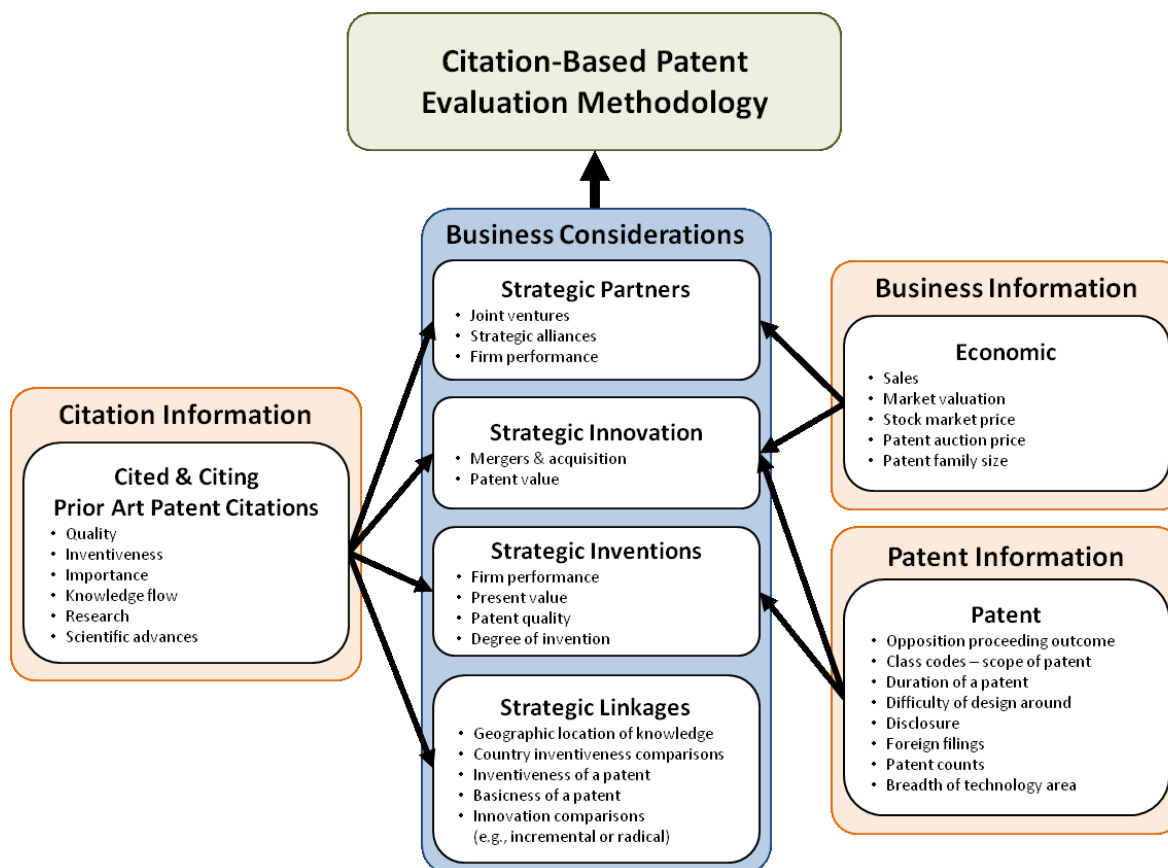 Citation-Based Patent
Evaluation Methodology
Business Considerations
Strategic Partners
• Joint ventures
• Strategic alliances
• Firm performance
Strategic Innovation
• Mergers & acquisition
• Patent value
Strategic Inventions
• Firm performance
• Present value
• Patent quality
• Degree of invention
Strategic Linkages
• Geographic location of knowledge
• Country inventiveness comparisons
• Inventiveness of a patent
• Basicness of a patent
• Innovation comparisons
(e.g., incremental or radical)
Citation Information
Cited & Citing
Prior Art Patent Citations
• Quality
• Inventiveness
• Importance
• Knowledge flow
• Research
• Scientific advances
Business Information
Economic
• Sales
• Market valuation
• Stock market price
• Patent auction price
• Patent family size
Patent Information
Patent
• Opposition proceeding outcome
• Class codes – scope of patent
• Duration of a patent
• Difficulty of design around
• Disclosure
• Foreign filings
• Patent counts
• Breadth of technology area